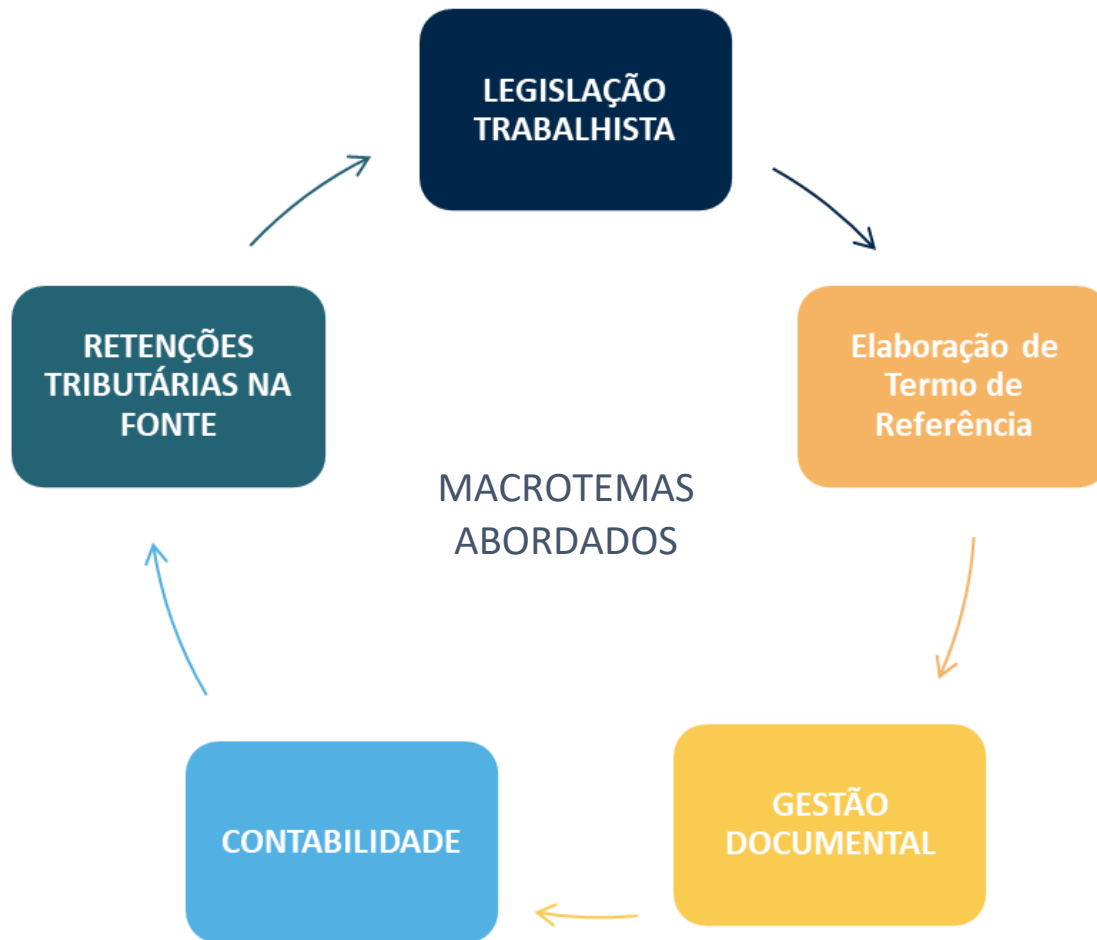 LEGISLAÇÃO
TRABALHISTA
Elaboração de
Termo de
Referência
GESTÃO
DOCUMENTAL
CONTABILIDADE
RETENÇÕES
TRIBUTÁRIAS NA
FONTE
MACROTEMAS
ABORDADOS